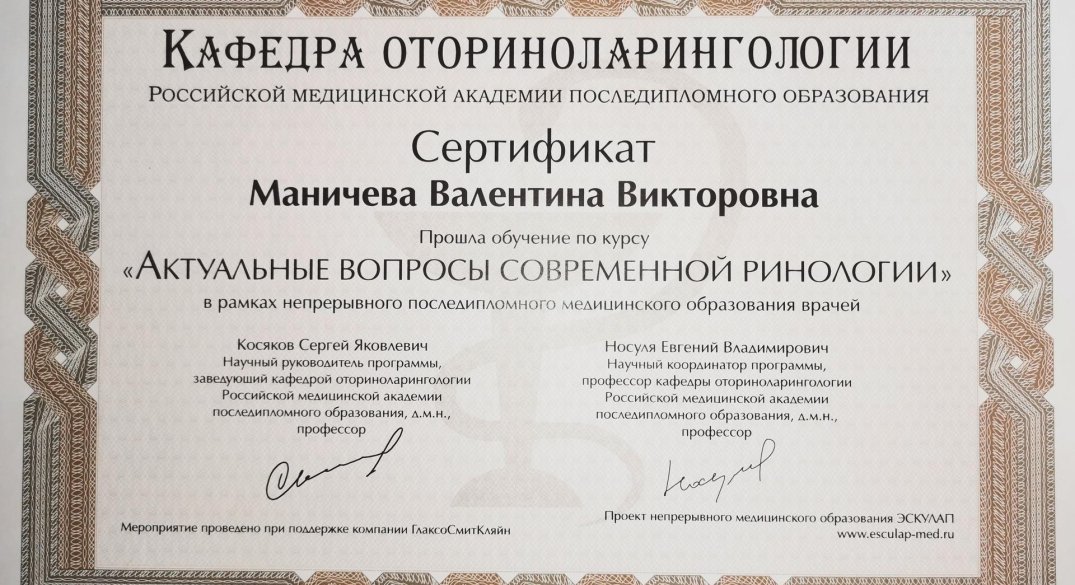 Кафедра оториноларингологии
Российской медицинской академии последипломного образования
Сертификат
Маничева Валентина Викторовна
Прошла обучение по курсу
«Актуальные вопросы современной ринологии»
в рамках непрерывного последипломного медицинского образования врачей
Косяков Сергей Яковлевич
Научный руководитель программы,
заведующий кафедрой оториноларингологии
Российской медицинской академии
последипломного образования, д.м.н.,
профессор
Носуля Евгений Владимирович
Научный координатор программы,
профессор кафедры оториноларингологии
Российской медицинской академии
последипломного образования, д.м.н.,
профессор
Мероприятие проведено при поддержке компании ГлаксоСмитКляйн
Проект непрерывного медицинского образования ЭСКУЛАП
www.esculap-med.ru